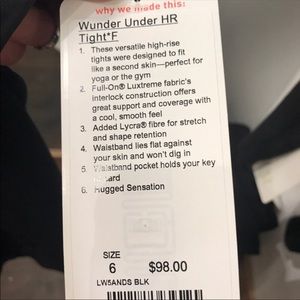 why we made this:
Wunder Under HR
Tight*F
1. These versatile high-rise
tights were designed to fit
like a second skin—perfect for
yoga or the gym
2. Full-On® Luxtreme fabric's
interlock construction offers
great support and coverage with
a cool, smooth feel
3. Added Lycra® fibre for stretch
and shape retention
4. Waistband lies flat against
your skin and won't dig in
5. Waistband pocket holds your key
card
6. Hugged Sensation
SIZE
6 $98.00
LW5ANDS BLK